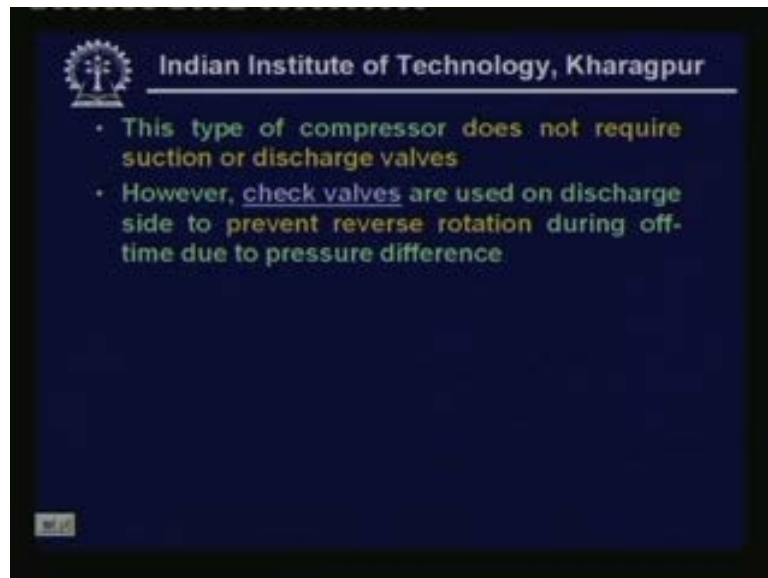 Indian Institute of Technology, Kharagpur
• This type of compressor does not require
suction or discharge valves
• However, check valves are used on discharge
side to prevent reverse rotation during off-
time due to pressure difference